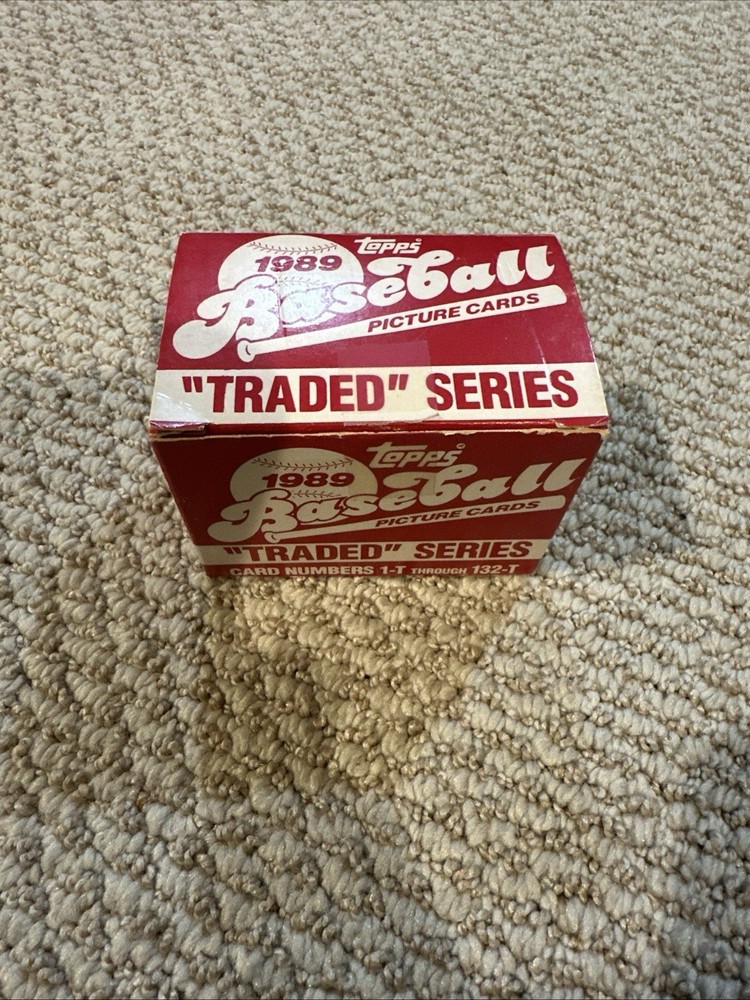 topps
1989
Baseball
PICTURE CARDS
"TRADED" SERIES
topps
1989
Baseball
PICTURE CARDS
"TRADED" SERIES
CARD NUMBERS 1-T THROUGH 132-T